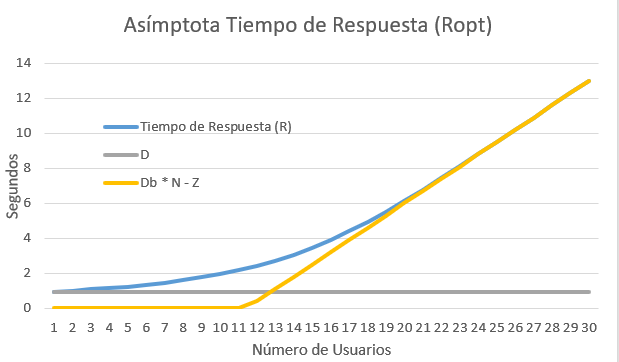 Asímptota Tiempo de Respuesta (Ropt)
14
12
10
8
6
4
2
0
Segundos
Tiempo de Respuesta (R)
D
Db * N - Z
1 2 3 4 5 6 7 8 9 10 11 12 13 14 15 16 17 18 19 20 21 22 23 24 25 26 27 28 29 30
Número de Usuarios